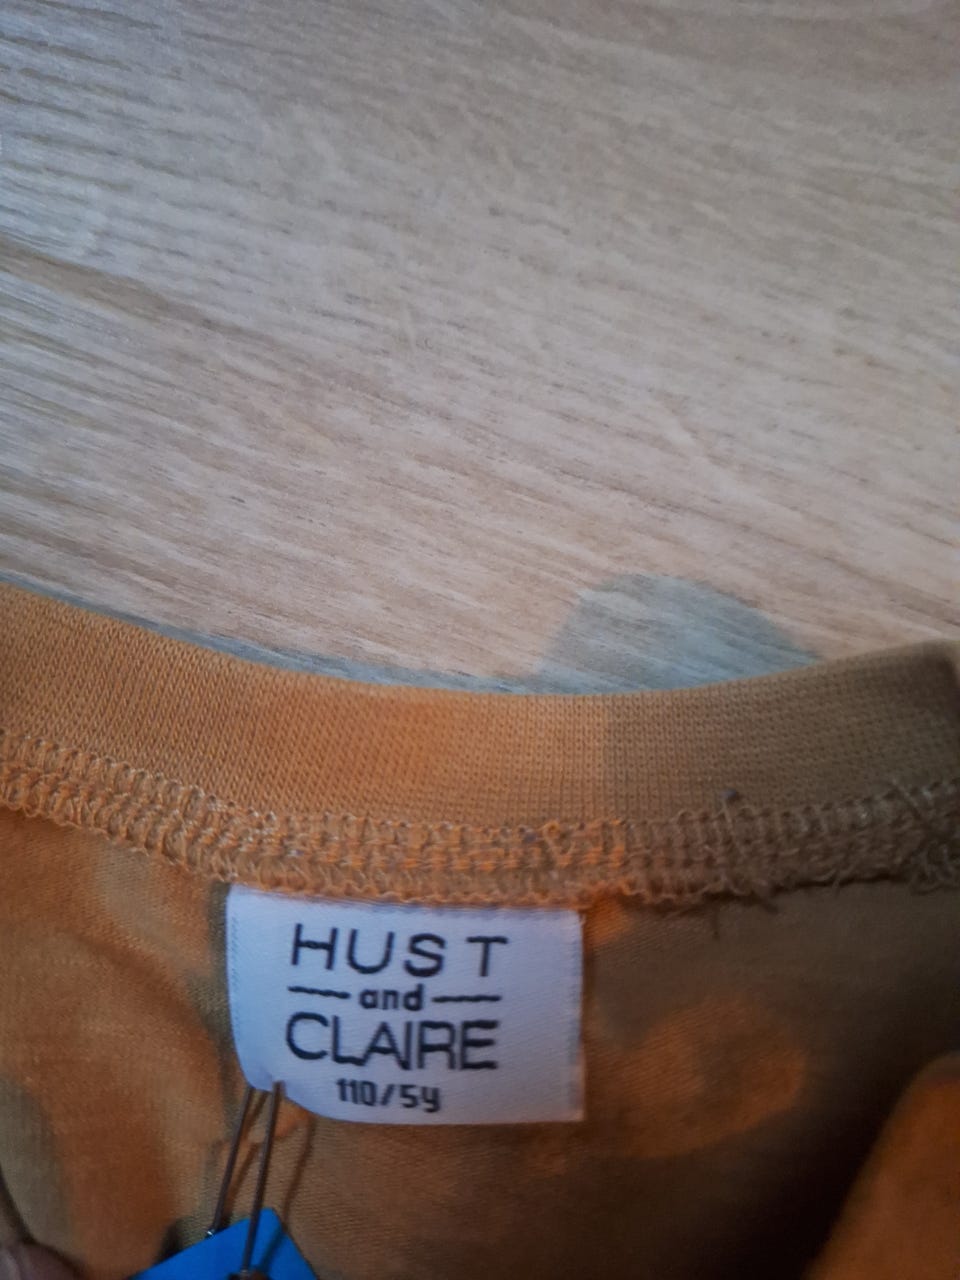 HUST
and
CLAIRE
110/5y